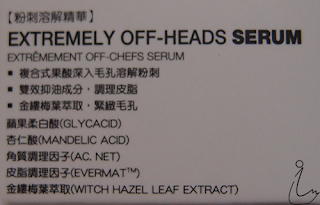 【粉刺溶解精華】
EXTREMELY OFF-HEADS SERUM
EXTRÊMEMENT OFF-CHEFS SERUM
▪ 複合式果酸深入毛孔溶解粉刺
▪ 雙效抑油成分，調理皮脂
▪ 金縷梅葉萃取，緊緻毛孔
蘋果柔白酸(GLYCACID)
杏仁酸(MANDELIC ACID)
角質調理因子(AC. NET)
皮脂調理因子(EVERMAT™)
金縷梅葉萃取(WITCH HAZEL LEAF EXTRACT)